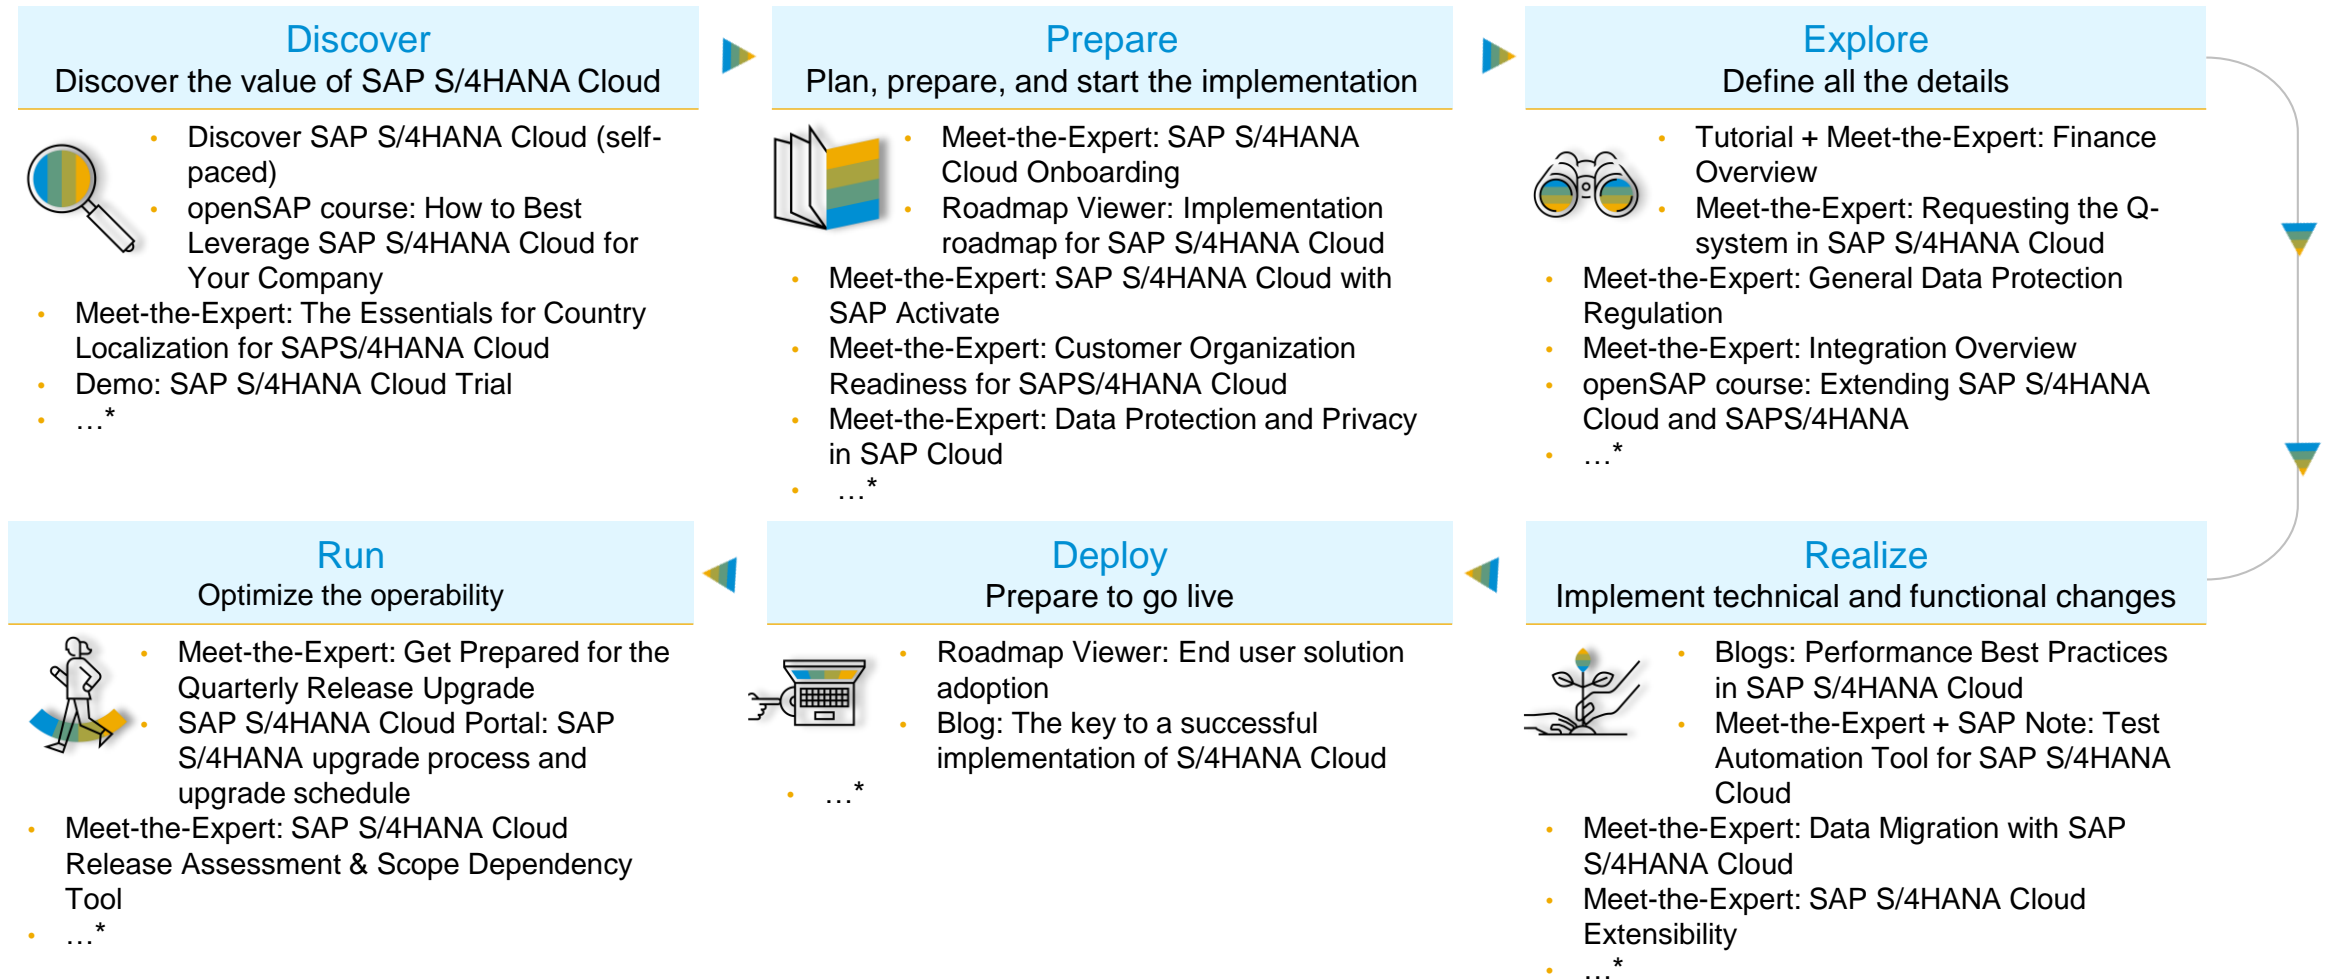 Discover
Discover the value of SAP S/4HANA Cloud
• Discover SAP S/4HANA Cloud (self-
paced)
• openSAP course: How to Best
Leverage SAP S/4HANA Cloud for
Your Company
• Meet-the-Expert: The Essentials for Country
Localization for SAPS/4HANA Cloud
• Demo: SAP S/4HANA Cloud Trial
• …*
Prepare
Plan, prepare, and start the implementation
• Meet-the-Expert: SAP S/4HANA
Cloud Onboarding
• Roadmap Viewer: Implementation
roadmap for SAP S/4HANA Cloud
• Meet-the-Expert: SAP S/4HANA Cloud with
SAP Activate
• Meet-the-Expert: Customer Organization
Readiness for SAPS/4HANA Cloud
• Meet-the-Expert: Data Protection and Privacy
in SAP Cloud
• …*
Explore
Define all the details
• Tutorial + Meet-the-Expert: Finance
Overview
• Meet-the-Expert: Requesting the Q-
system in SAP S/4HANA Cloud
• Meet-the-Expert: General Data Protection
Regulation
• Meet-the-Expert: Integration Overview
• openSAP course: Extending SAP S/4HANA
Cloud and SAPS/4HANA
• …*
Realize
Implement technical and functional changes
• Blogs: Performance Best Practices
in SAP S/4HANA Cloud
• Meet-the-Expert + SAP Note: Test
Automation Tool for SAP S/4HANA
Cloud
• Meet-the-Expert: Data Migration with SAP
S/4HANA Cloud
• Meet-the-Expert: SAP S/4HANA Cloud
Extensibility
• …*
Deploy
Prepare to go live
• Roadmap Viewer: End user solution
adoption
• Blog: The key to a successful
implementation of S/4HANA Cloud
• …*
Run
Optimize the operability
• Meet-the-Expert: Get Prepared for the
Quarterly Release Upgrade
• SAP S/4HANA Cloud Portal: SAP
S/4HANA upgrade process and
upgrade schedule
• Meet-the-Expert: SAP S/4HANA Cloud
Release Assessment & Scope Dependency
Tool
• …*